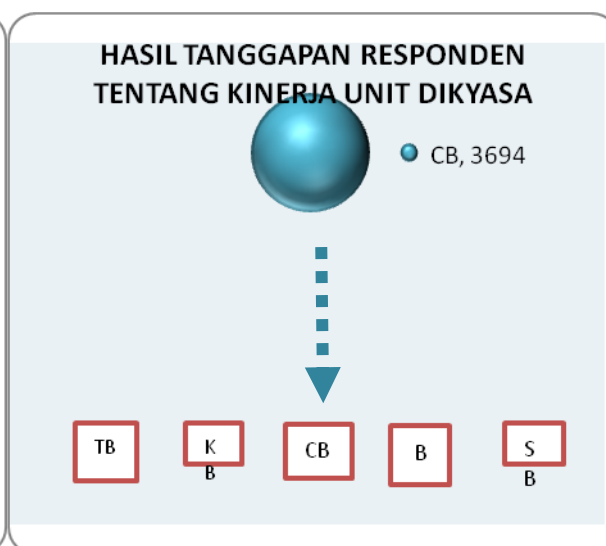 HASIL TANGGAPAN RESPONDEN
TENTANG KINERJA UNIT DIKYASA
CB, 3694
TB
K
B
CB
B
S
B